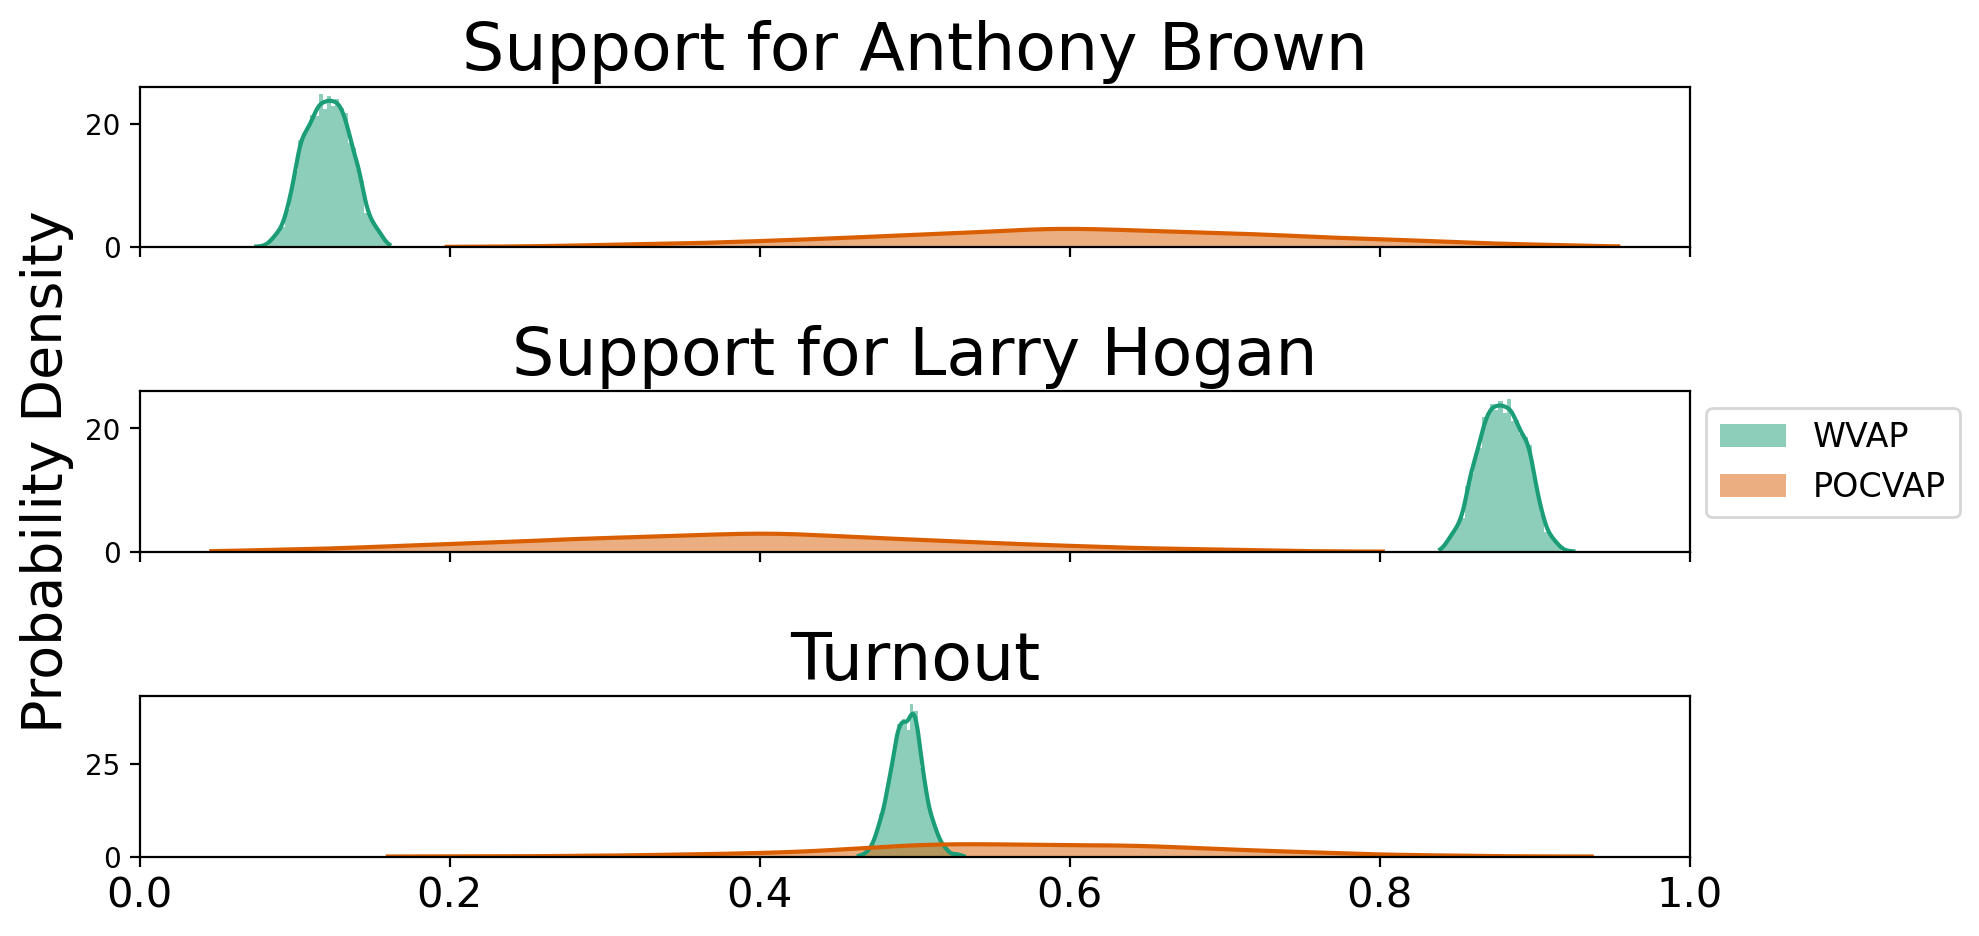 Support for Anthony Brown
20
0
Support for Larry Hogan
20
0
Turnout
25
0
0.0 0.2 0.4 0.6 0.8 1.0
Probability Density
WVAP
POCVAP